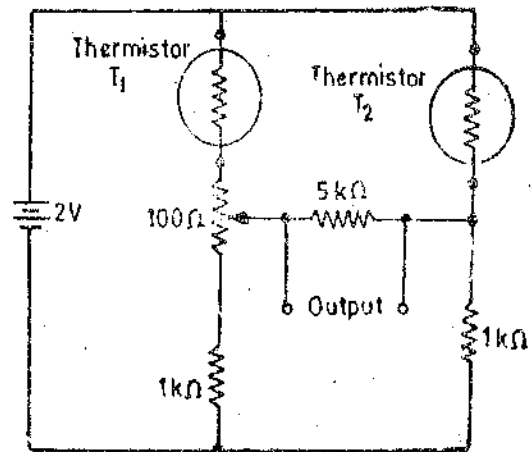 Thermistor
T₁
Thermistor
T₂
2V
100Ω
5kΩ
Output
1kΩ
1kΩ